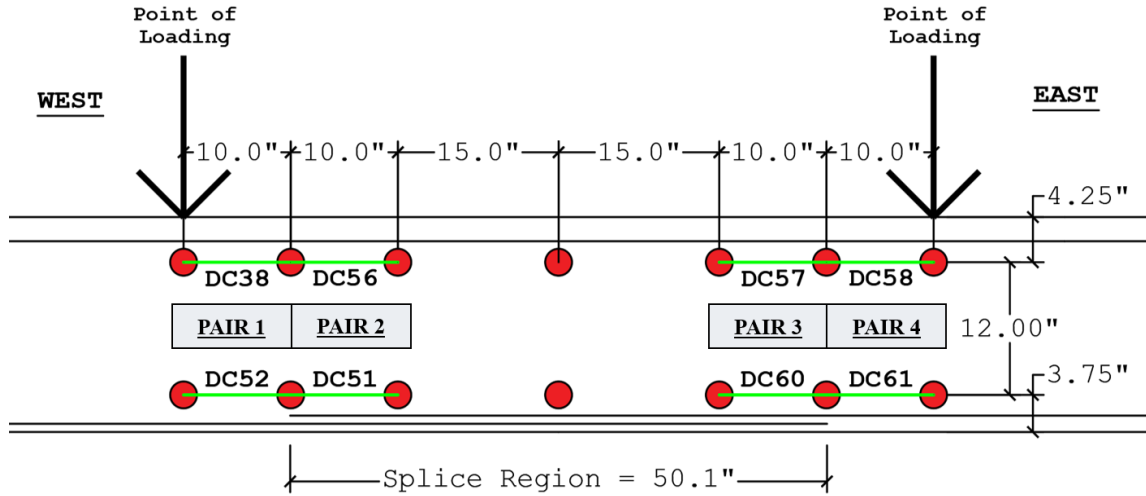 Point of
Loading
Point of
Loading
WEST
EAST
10.0"
10.0"
15.0"
15.0"
10.0"
10.0"
4.25"
DC38
DC56
DC57
DC58
PAIR 1
PAIR 2
PAIR 3
PAIR 4
12.00"
DC52
DC51
DC60
DC61
3.75"
Splice Region = 50.1"